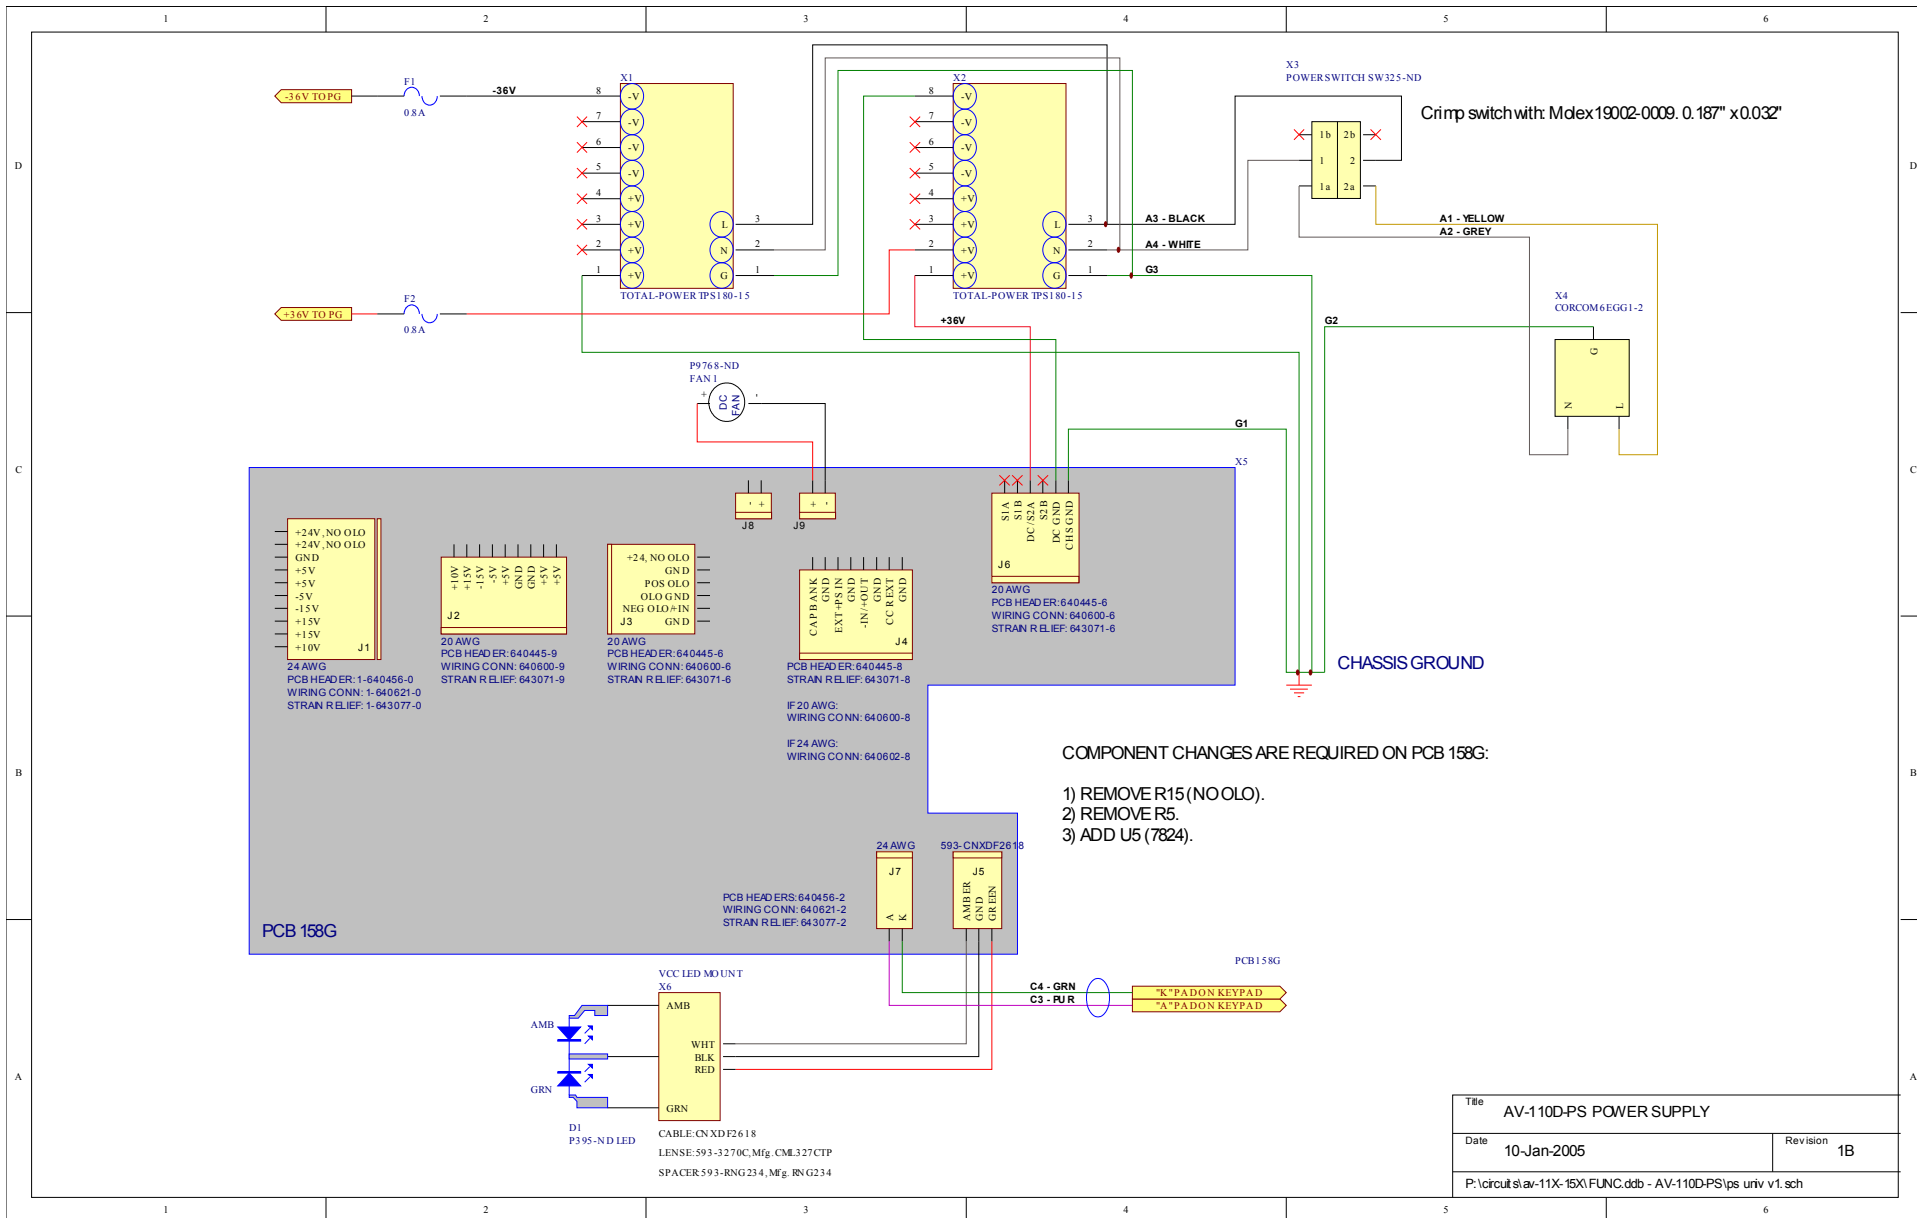 1 2 3 4 5 6
D
C
B
A
D
C
B
A
1 2 3 4 5 6
-36V TO PG
F1
0.8A
-36V
X1
8 -V
7 -V
6 -V
5 -V
4 +V
3 +V
2 +V
1 +V
L 3
N 2
G 1
TOTAL-POWER TPS180-15
X2
8 -V
7 -V
6 -V
5 -V
4 +V
3 +V
2 +V
1 +V
L 3
N 2
G 1
TOTAL-POWER TPS180-15
A3 - BLACK
A4 - WHITE
G3
X3
POWERSWITCH SW325-ND
1b 2b
1 2
1a 2a
Crimp switch with: Molex 19002-0009. 0.187" x 0.032"
A1 - YELLOW
A2 - GREY
X4
CORCOM 6EGG1-2
G
N
L
G2
+36V TO PG
F2
0.8A
+36V
P9768-ND
FAN 1
+ -
DC
FAN
G1
X5
- +
J8
+ -
J9
S1A
S1B
DC/S2A
S2B
DC GND
CHS GND
J6
20 AWG
PCB HEADER: 640445-6
WIRING CONN: 640600-6
STRAIN RELIEF: 643071-6
+24V, NO OLO
+24V, NO OLO
GND
+5V
+5V
-5V
-15V
+15V
+15V
+10V
J1
24 AWG
PCB HEADER: 1-640456-0
WIRING CONN: 1-640621-0
STRAIN RELIEF: 1-643077-0
+10V
+15V
-15V
-5V
+5V
GND
GND
+5V
+5V
J2
20 AWG
PCB HEADER: 640445-9
WIRING CONN: 640600-9
STRAIN RELIEF: 643071-9
+24, NO OLO
GND
POS OLO
OLO GND
NEG OLO/+IN
GND
J3
20 AWG
PCB HEADER: 640445-6
WIRING CONN: 640600-6
STRAIN RELIEF: 643071-6
CAP BANK
GND
EXT +PS IN
GND
-IN/+OUT
GND
CCR EXT
GND
J4
PCB HEADER: 640445-8
STRAIN RELIEF: 643071-8
IF 20 AWG:
WIRING CONN: 640600-8
IF 24 AWG:
WIRING CONN: 640602-8
CHASSIS GROUND
COMPONENT CHANGES ARE REQUIRED ON PCB 158G:
1) REMOVE R15 (NO OLO).
2) REMOVE R5.
3) ADD U5 (7824).
24 AWG
J7
A
K
593-CNXDF2618
J5
AMBER
GND
GREEN
PCB HEADERS: 640456-2
WIRING CONN: 640621-2
STRAIN RELIEF: 643077-2
PCB 158G
PCB158G
C4 - GRN
C3 - PUR
"K" PAD ON KEYPAD
"A" PAD ON KEYPAD
VCC LED MOUNT
X6
AMB
WHT
BLK
RED
GRN
AMB
GRN
D1
P395-ND LED
CABLE: CNXDF2618
LENSE: 593-3270C, Mfg. CML327CTP
SPACER: 593-RNG234, Mfg. RNG234
Title AV-110D-PS POWER SUPPLY
Date 10-Jan-2005 Revision 1B
P:\circuits\av-11X-15X\FUNC.ddb - AV-110D-PS\ps univ v1.sch